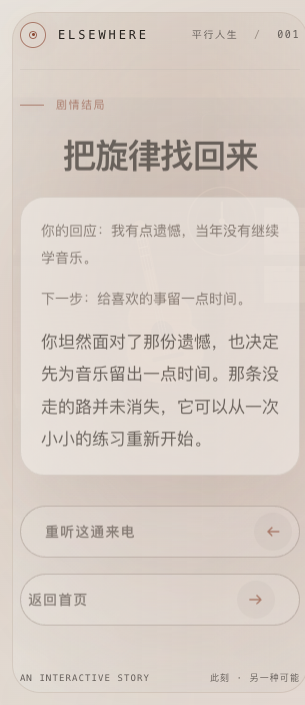 ELSEWHERE 平行人生 / 001
剧情结局
把旋律找回来
你的回应：我有点遗憾，当年没有继续
学音乐。
下一步：给喜欢的事留一点时间。
你坦然面对了那份遗憾，也决定
先为音乐留出一点时间。那条没
走的路并未消失，它可以从一次
小小的练习重新开始。
重听这通来电 ←
返回首页 →
AN INTERACTIVE STORY 此刻 · 另一种可能